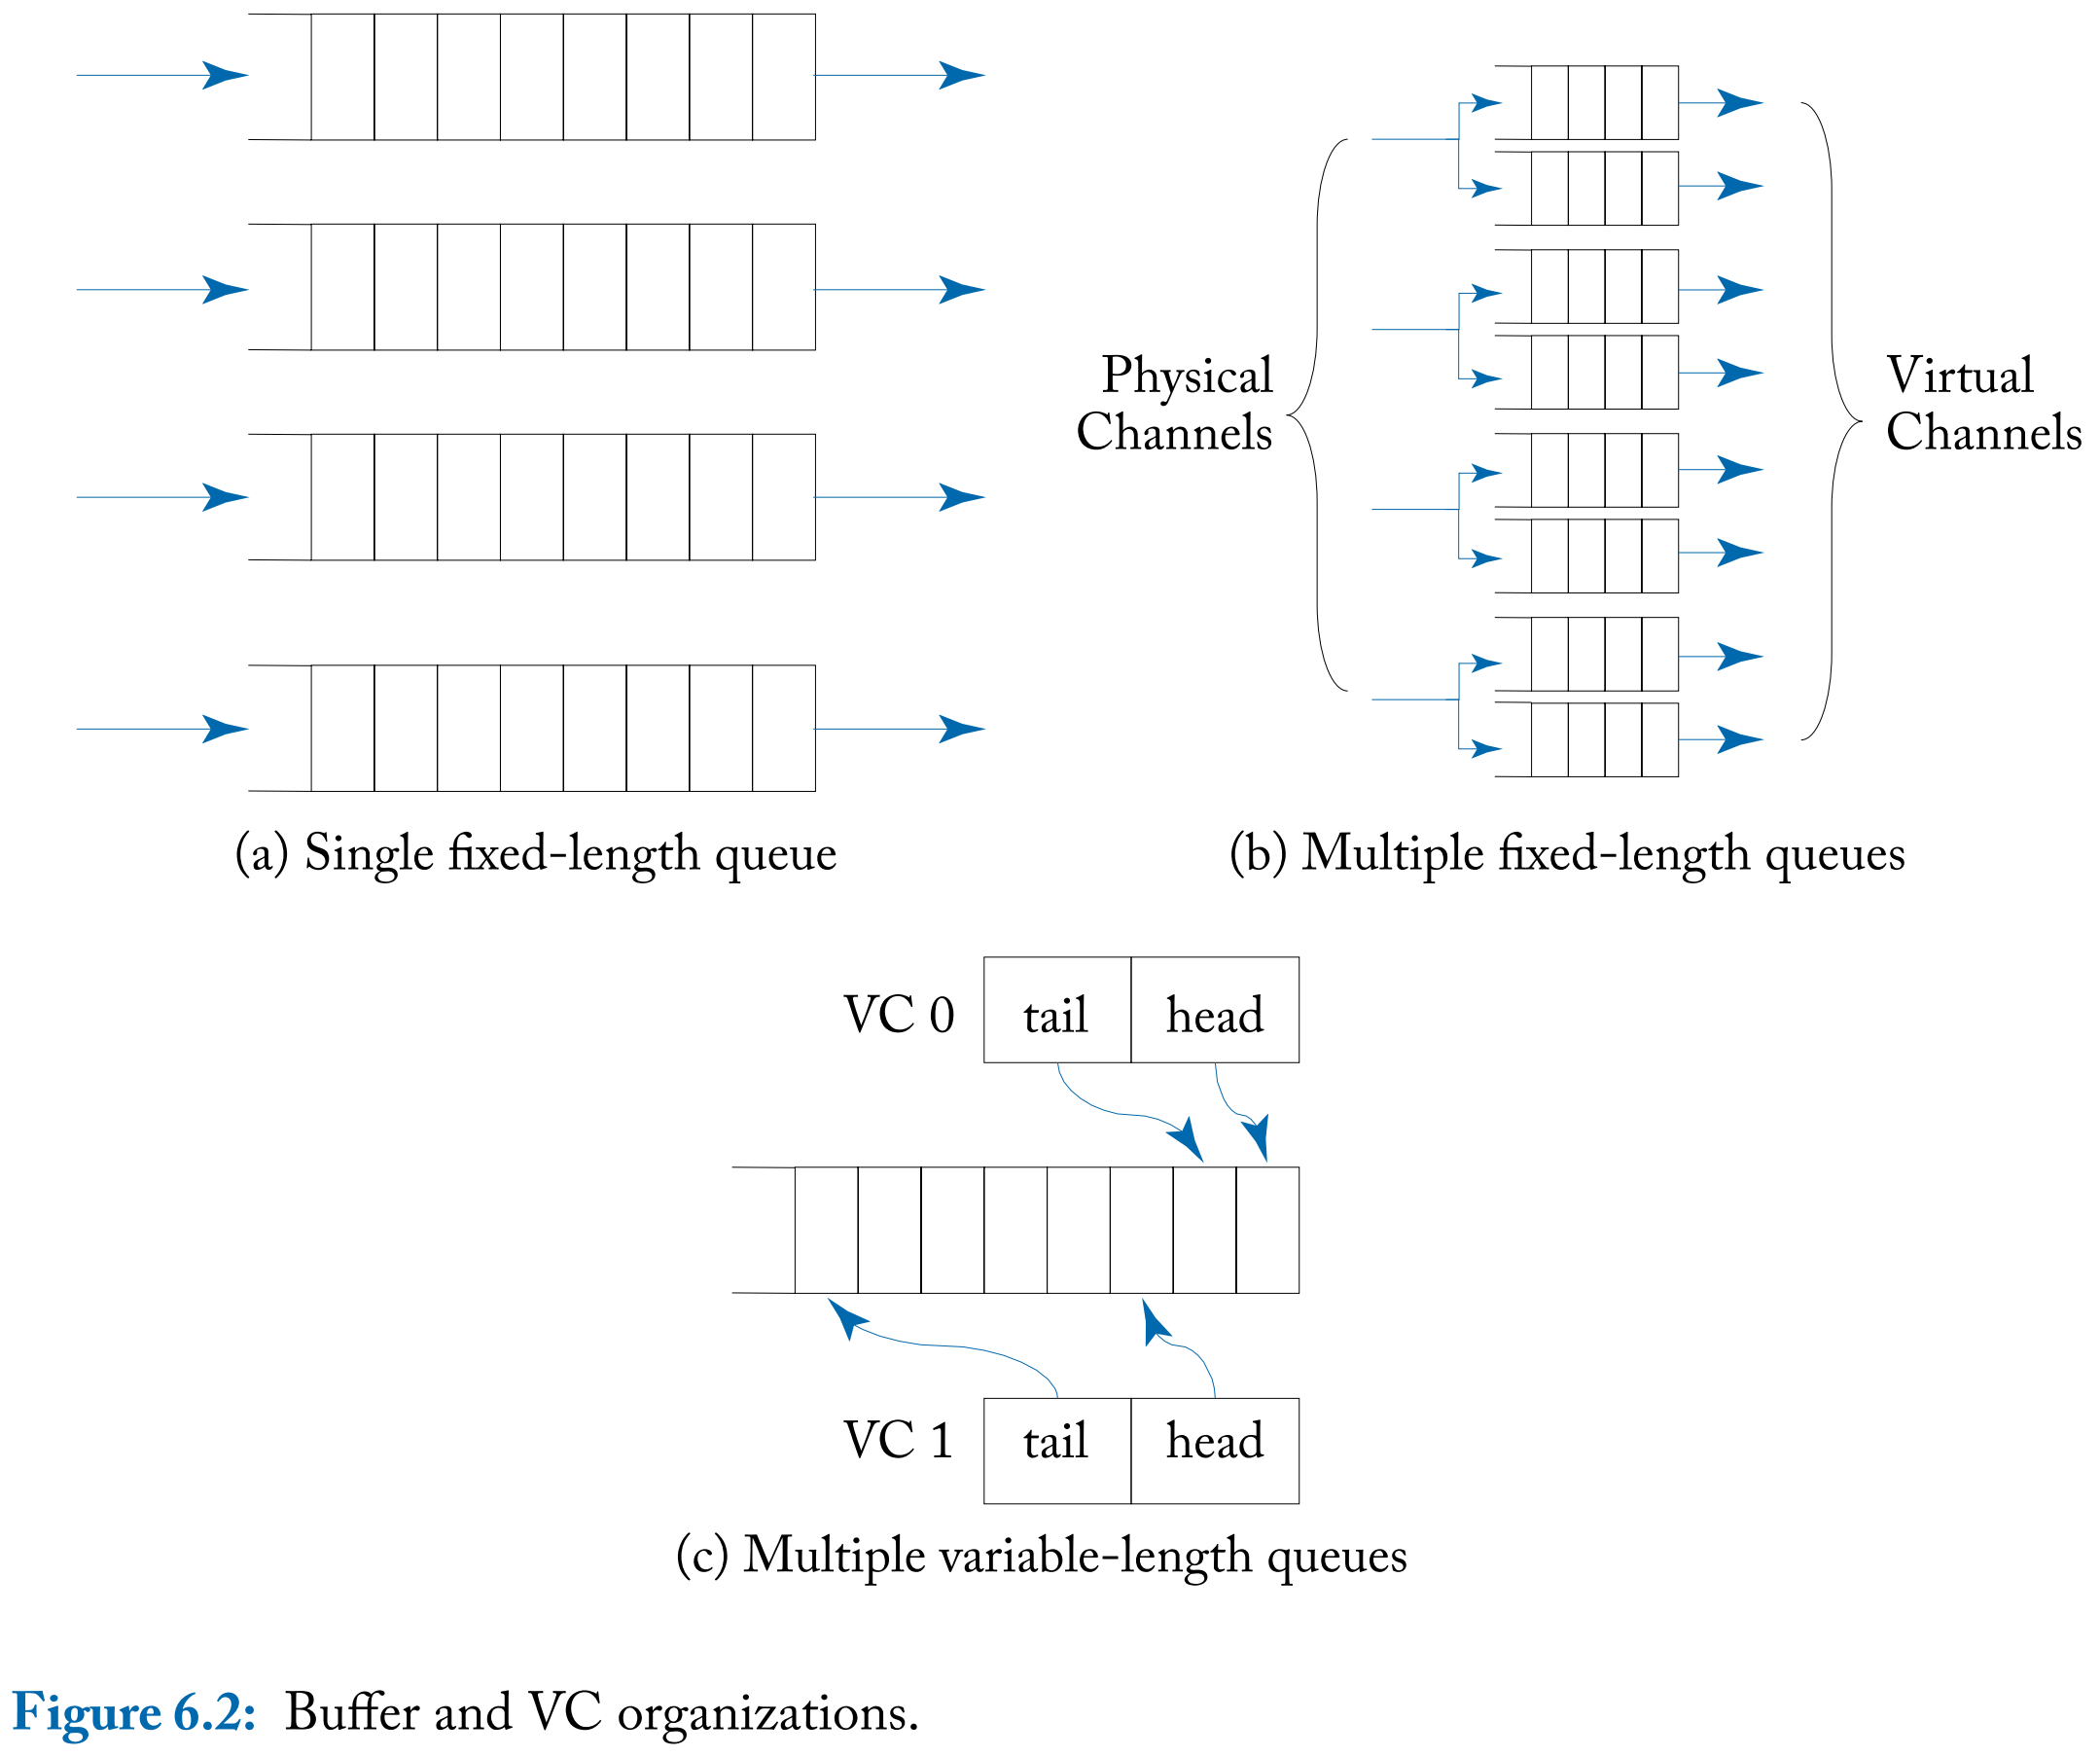 Physical
Channels
Virtual
Channels
(a) Single fixed-length queue
(b) Multiple fixed-length queues
VC 0
tail
head
VC 1
tail
head
(c) Multiple variable-length queues
Figure 6.2: Buffer and VC organizations.